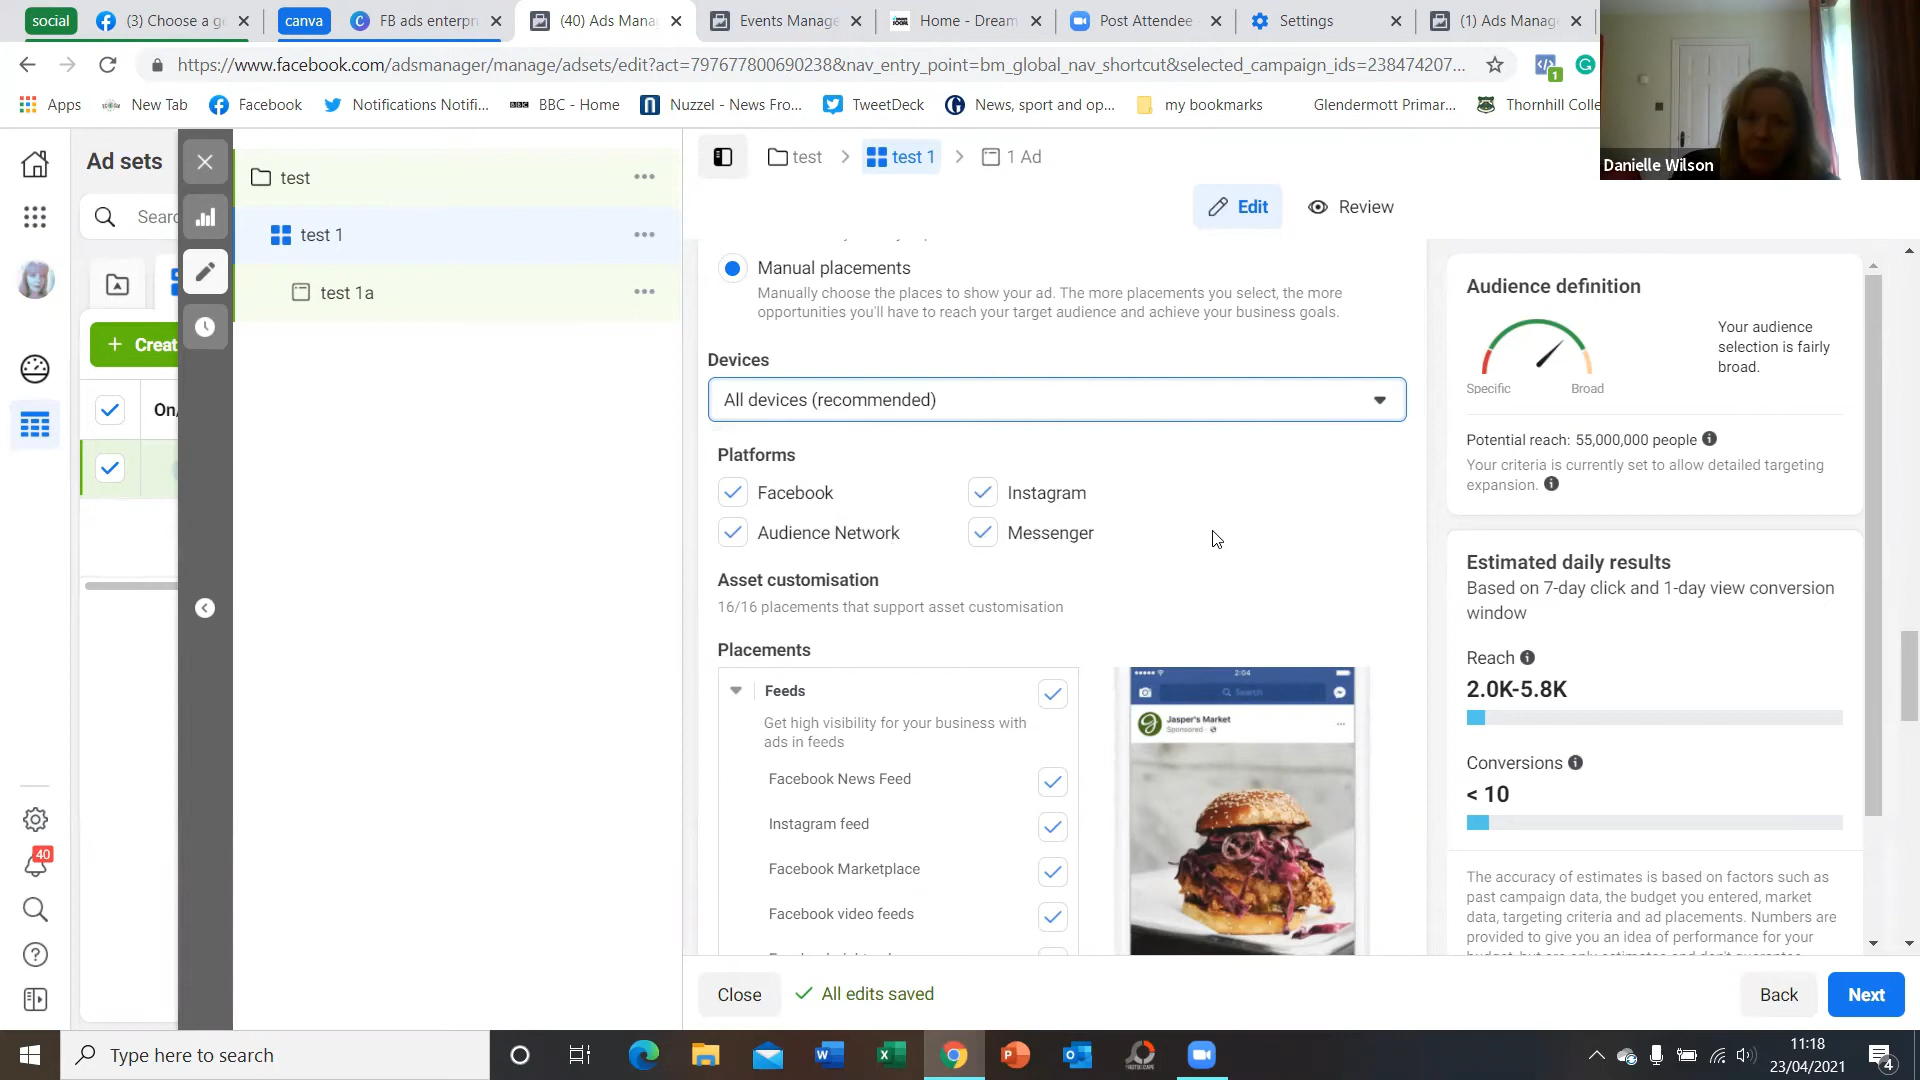 social
(3) Choose a g
canva
FB ads enterpr
(40) Ads Mana
Events Manage
Home - Dream
Post Attendee
Settings
(1) Ads Manag
https://www.facebook.com/adsmanager/manage/adsets/edit?act=797677800690238&nav_entry_point=bm_global_nav_shortcut&selected_campaign_ids=238474207...
1
Apps
New Tab
Facebook
Notifications Notifi...
BBC - Home
Nuzzel - News Fro...
TweetDeck
News, sport and op...
my bookmarks
Glendermott Primar...
Thornhill Colle
Danielle Wilson
Ad sets
Searc
+ Creat
On/
40
test
test 1
test 1a
test
test 1
1 Ad
Edit
Review
Manual placements
Manually choose the places to show your ad. The more placements you select, the more
opportunities you'll have to reach your target audience and achieve your business goals.
Devices
All devices (recommended)
Platforms
Facebook
Instagram
Audience Network
Messenger
Asset customisation
16/16 placements that support asset customisation
Placements
Feeds
Get high visibility for your business with
ads in feeds
Facebook News Feed
Instagram feed
Facebook Marketplace
Facebook video feeds
2:04
Search
Jasper's Market
Sponsored
Audience definition
Specific
Broad
Your audience
selection is fairly
broad.
Potential reach: 55,000,000 people
Your criteria is currently set to allow detailed targeting
expansion.
Estimated daily results
Based on 7-day click and 1-day view conversion
window
Reach
2.0K-5.8K
Conversions
< 10
The accuracy of estimates is based on factors such as
past campaign data, the budget you entered, market
data, targeting criteria and ad placements. Numbers are
provided to give you an idea of performance for your
Close
All edits saved
Back
Next
Type here to search
11:18
23/04/2021
4